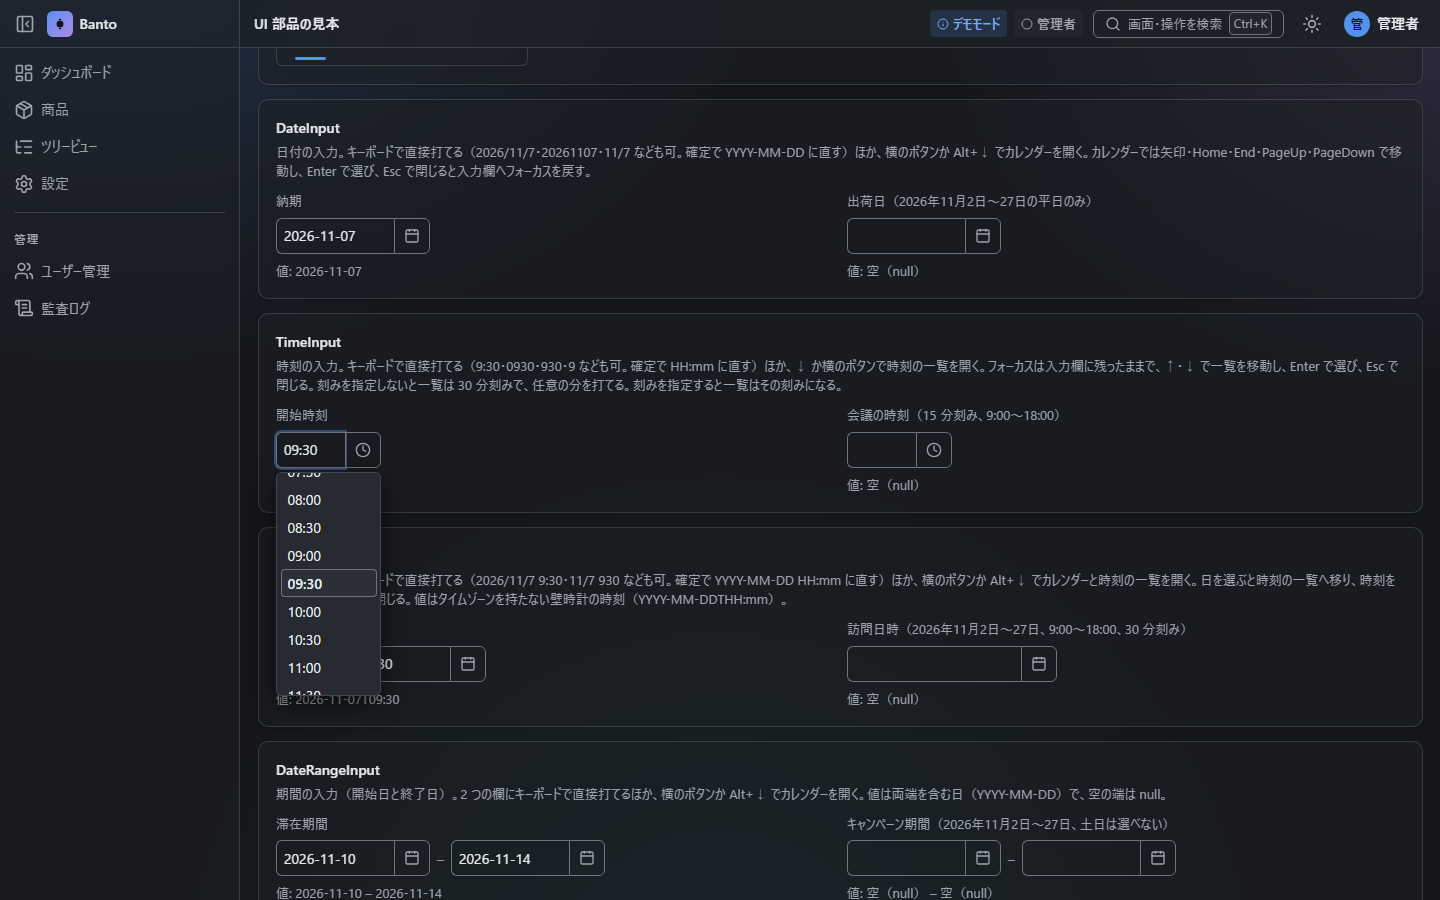 Banto
UI 部品の見本
デモモード
管理者
画面・操作を検索
Ctrl+K
管
管理者
ダッシュボード
商品
ツリービュー
設定
管理
ユーザー管理
監査ログ
DateInput
日付の入力。キーボードで直接打てる（2026/11/7・20261107・11/7 なども可。確定で YYYY-MM-DD に直す）ほか、横のボタンか Alt+↓ でカレンダーを開く。カレンダーでは矢印・Home・End・PageUp・PageDown で移
動し、Enter で選び、Esc で閉じると入力欄へフォーカスを戻す。
納期
2026-11-07
値: 2026-11-07
出荷日（2026年11月2日～27日の平日のみ）
値: 空（null）
TimeInput
時刻の入力。キーボードで直接打てる（9:30・0930・930・9 なども可。確定で HH:mm に直す）ほか、↓ か横のボタンで時刻の一覧を開く。フォーカスは入力欄に残ったままで、↑・↓ で一覧を移動し、Enter で選び、Esc で
閉じる。刻みを指定しないと一覧は 30 分刻みで、任意の分を打てる。刻みを指定すると一覧はその刻みになる。
開始時刻
09:30
会議の時刻（15 分刻み、9:00～18:00）
値: 空（null）
07:30
08:00
08:30
09:00
09:30
10:00
10:30
11:00
11:30
ドで直接打てる（2026/11/7 9:30・11/7 930 なども可。確定で YYYY-MM-DD HH:mm に直す）ほか、横のボタンか Alt+↓ でカレンダーと時刻の一覧を開く。日を選ぶと時刻の一覧へ移り、時刻を
閉じる。値はタイムゾーンを持たない壁時計の時刻（YYYY-MM-DDTHH:mm）。
30
値: 2026-11-07T09:30
訪問日時（2026年11月2日～27日、9:00～18:00、30 分刻み）
値: 空（null）
DateRangeInput
期間の入力（開始日と終了日）。2 つの欄にキーボードで直接打てるほか、横のボタンか Alt+↓ でカレンダーを開く。値は両端を含む日（YYYY-MM-DD）で、空の端は null。
滞在期間
2026-11-10 – 2026-11-14
値: 2026-11-10 – 2026-11-14
キャンペーン期間（2026年11月2日～27日、土日は選べない）
–
値: 空（null） – 空（null）